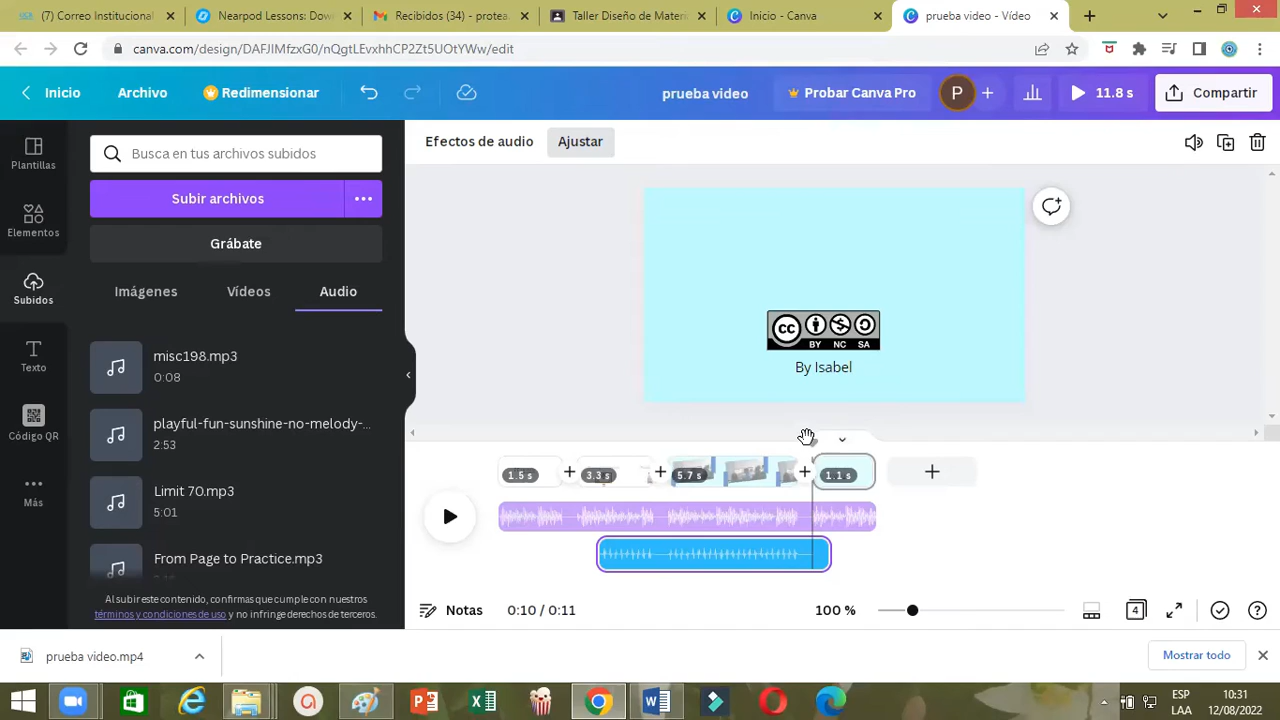 (7) Correo Institucional
Nearpod Lessons: Dow
Recibidos (34) - protea
Taller Diseño de Materi
Inicio - Canva
prueba video - Vídeo
canva.com/design/DAFJIMfzxG0/nQgtLEvxhhCP2Zt5UOtYWw/edit
Inicio
Archivo
Redimensionar
prueba video
Probar Canva Pro
P
11.8 s
Compartir
Plantillas
Elementos
Subidos
Texto
Código QR
Más
Busca en tus archivos subidos
Subir archivos
Grábate
Imágenes
Vídeos
Audio
misc198.mp3
0:08
playful-fun-sunshine-no-melody-...
2:53
Limit 70.mp3
5:01
From Page to Practice.mp3
Al subir este contenido, confirmas que cumple con nuestros
términos y condiciones de uso y no infringe derechos de terceros.
Efectos de audio
Ajustar
cc
BY NC SA
By Isabel
1.5 s
3.3 s
5.7 s
1.1 s
Notas
0:10 / 0:11
100 %
4
prueba video.mp4
Mostrar todo
ESP
LAA
10:31
12/08/2022